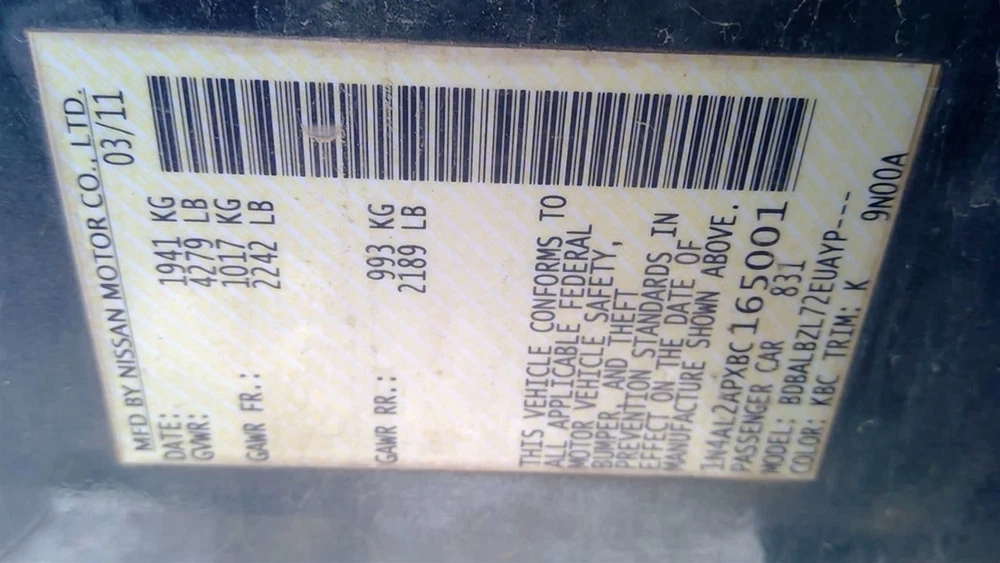 MFD BY NISSAN MOTOR CO., LTD.
DATE: 03/11
GVWR: 1941 KG
4279 LB
GAWR FR.: 1017 KG
2242 LB
GAWR RR.: 993 KG
2189 LB
THIS VEHICLE CONFORMS TO
ALL APPLICABLE FEDERAL
MOTOR VEHICLE SAFETY,
BUMPER, AND THEFT
PREVENTION STANDARDS IN
EFFECT ON THE DATE OF
MANUFACTURE SHOWN ABOVE.
1N4AL2APXBC165001
PASSENGER CAR 831
MODEL: BDBALBZL72EUAYP---
COLOR: KBC TRIM: K 9N00A